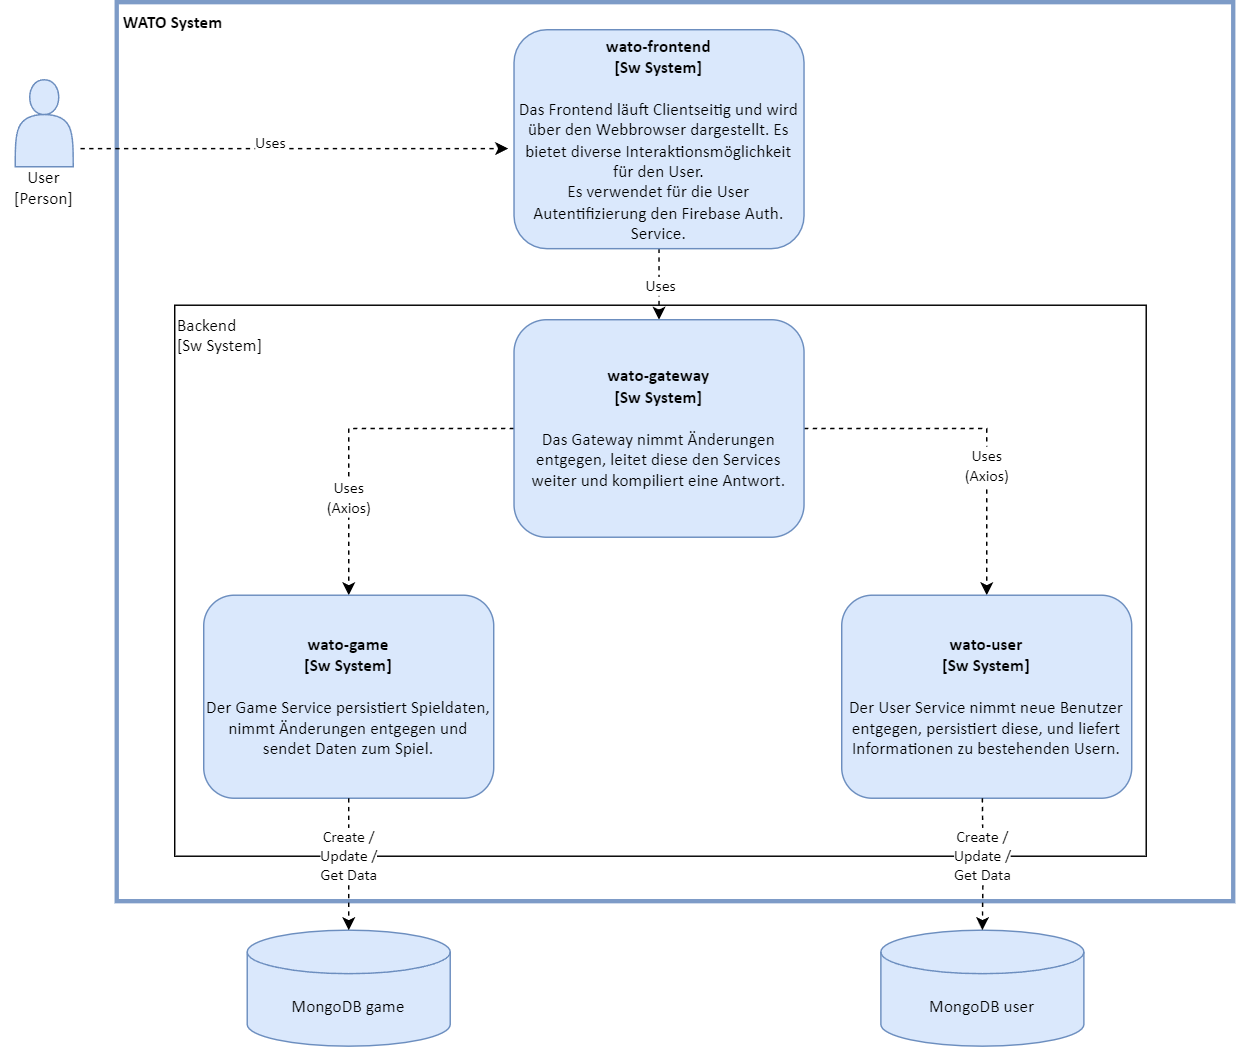 WATO System
wato-frontend
[Sw System]
Das Frontend läuft Clientseitig und wird
über den Webbrowser dargestellt. Es
bietet diverse Interaktionsmöglichkeit
für den User.
Es verwendet für die User
Autentifizierung den Firebase Auth.
Service.
Uses
User
[Person]
Uses
Backend
[Sw System]
wato-gateway
[Sw System]
Das Gateway nimmt Änderungen
entgegen, leitet diese den Services
weiter und kompiliert eine Antwort.
Uses
(Axios)
Uses
(Axios)
wato-game
[Sw System]
Der Game Service persistiert Spieldaten,
nimmt Änderungen entgegen und
sendet Daten zum Spiel.
wato-user
[Sw System]
Der User Service nimmt neue Benutzer
entgegen, persistiert diese, und liefert
Informationen zu bestehenden Usern.
Create /
Update /
Get Data
Create /
Update /
Get Data
MongoDB game
MongoDB user